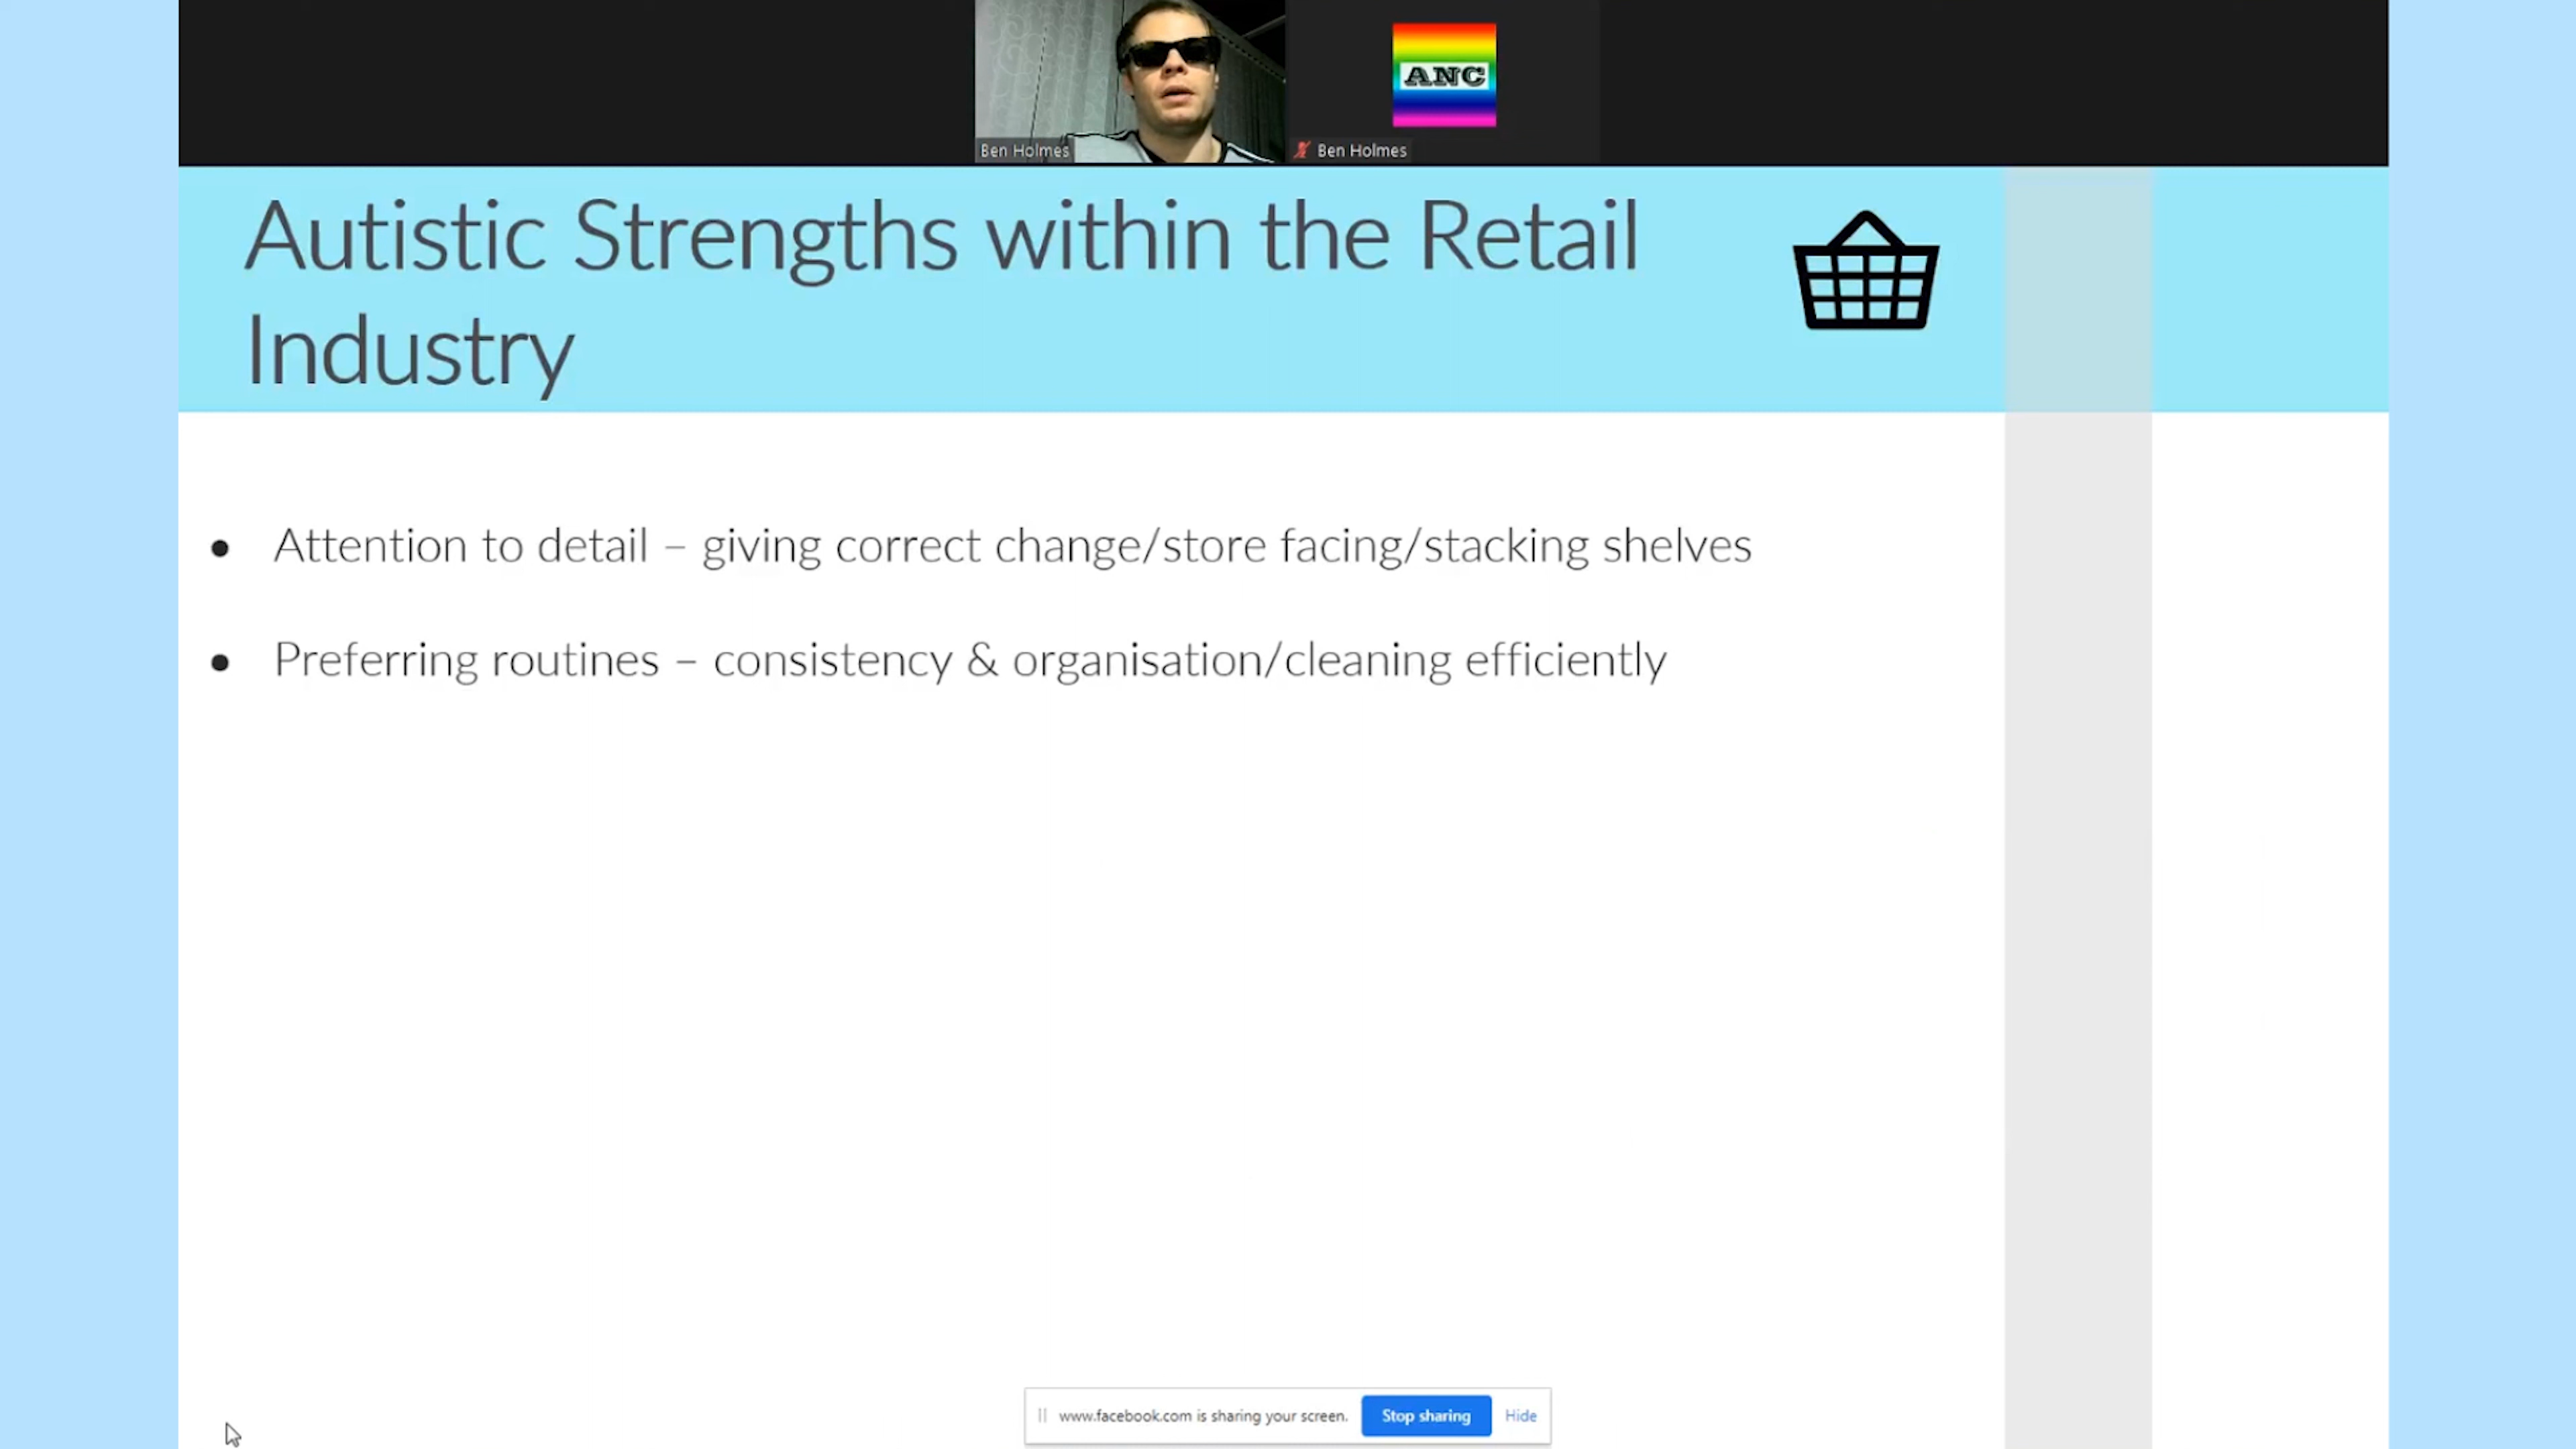 ANC
Ben Holmes
Ben Holmes
Autistic Strengths within the Retail
Industry
• Attention to detail – giving correct change/store facing/stacking shelves
• Preferring routines – consistency & organisation/cleaning efficiently
www.facebook.com is sharing your screen. Stop sharing Hide